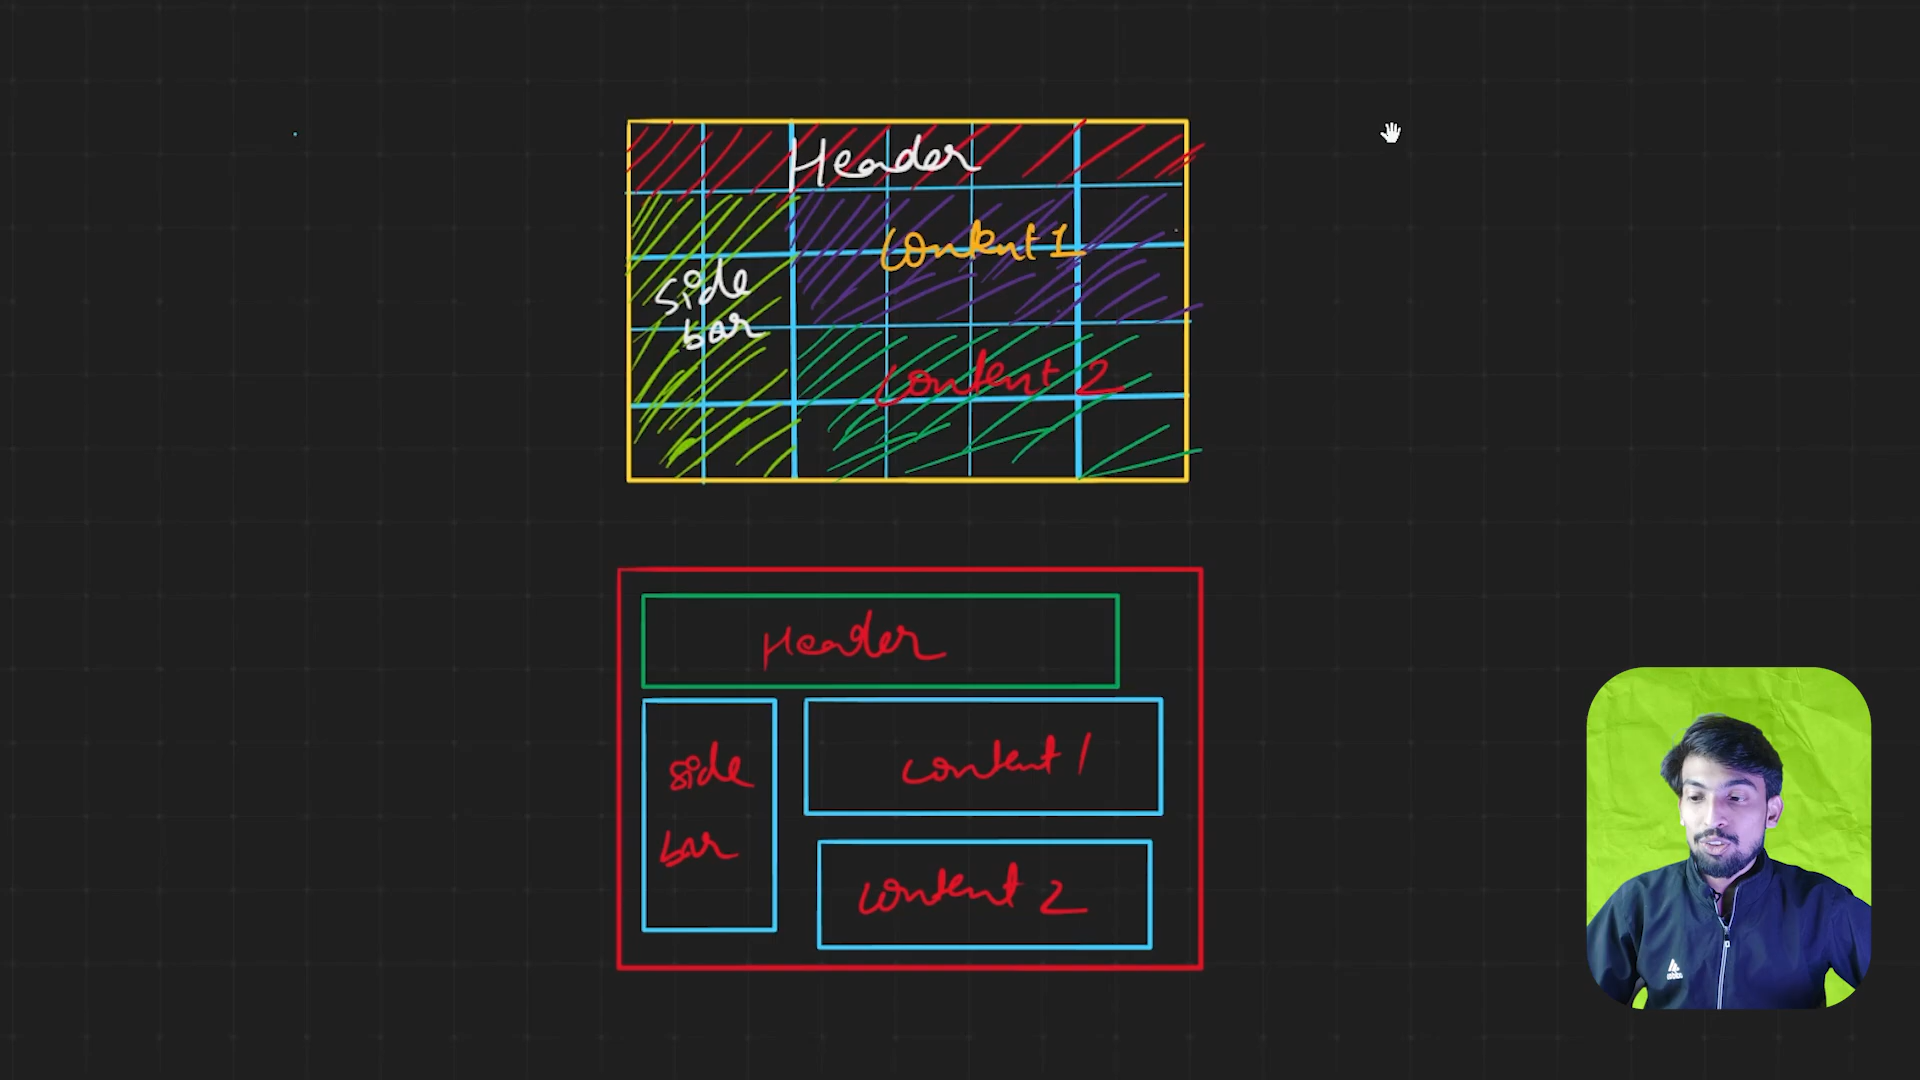 Header
Content 1
side
bar
Content 2
Header
side
bar
content 1
content 2